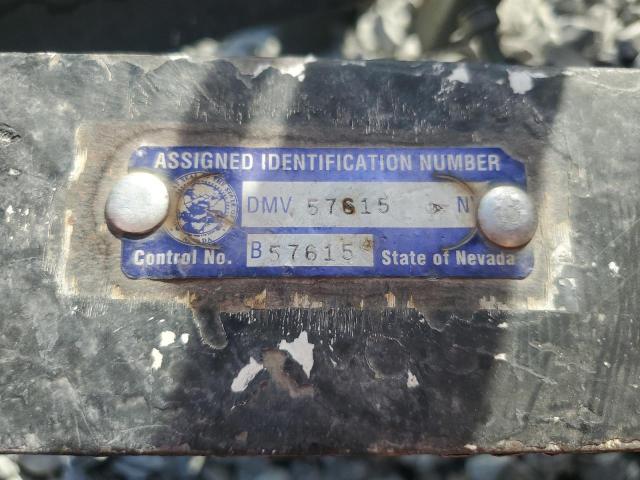 ASSIGNED IDENTIFICATION NUMBER
DMV 57615 N
Control No. B57615 State of Nevada